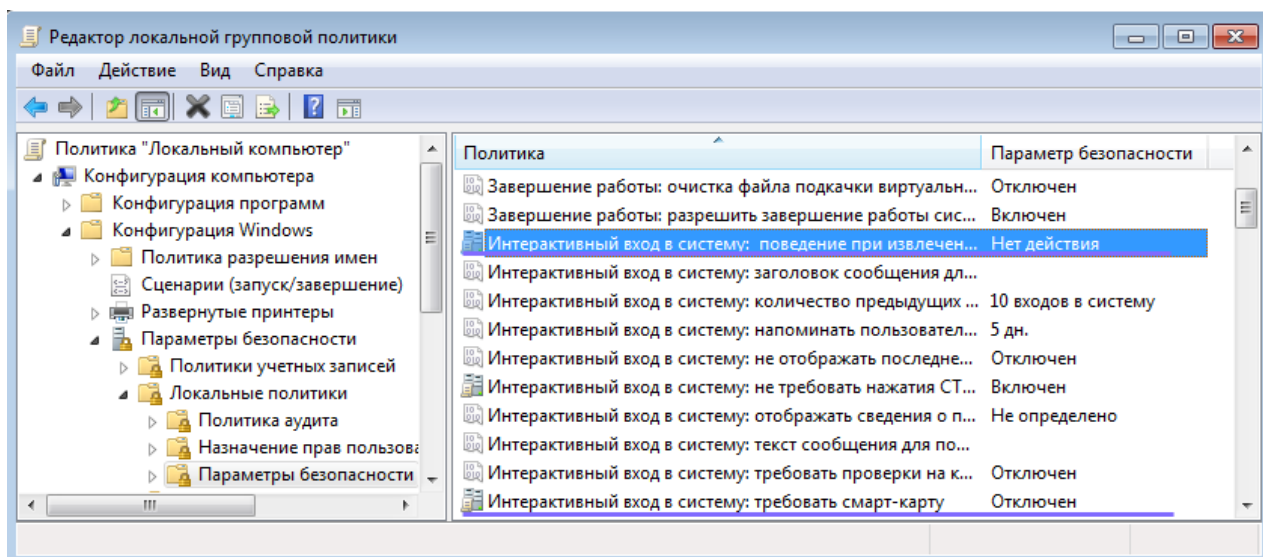 Редактор локальной групповой политики
Файл Действие Вид Справка
Политика "Локальный компьютер"
Конфигурация компьютера
Конфигурация программ
Конфигурация Windows
Политика разрешения имен
Сценарии (запуск/завершение)
Развернутые принтеры
Параметры безопасности
Политики учетных записей
Локальные политики
Политика аудита
Назначение прав пользова
Параметры безопасности
Политика Параметр безопасности
Завершение работы: очистка файла подкачки виртуальн... Отключен
Завершение работы: разрешить завершение работы сис... Включен
Интерактивный вход в систему: поведение при извлечен... Нет действия
Интерактивный вход в систему: заголовок сообщения дл...
Интерактивный вход в систему: количество предыдущих ... 10 входов в систему
Интерактивный вход в систему: напоминать пользовател... 5 дн.
Интерактивный вход в систему: не отображать последне... Отключен
Интерактивный вход в систему: не требовать нажатия CT... Включен
Интерактивный вход в систему: отображать сведения о п... Не определено
Интерактивный вход в систему: текст сообщения для по...
Интерактивный вход в систему: требовать проверки на к... Отключен
Интерактивный вход в систему: требовать смарт-карту Отключен